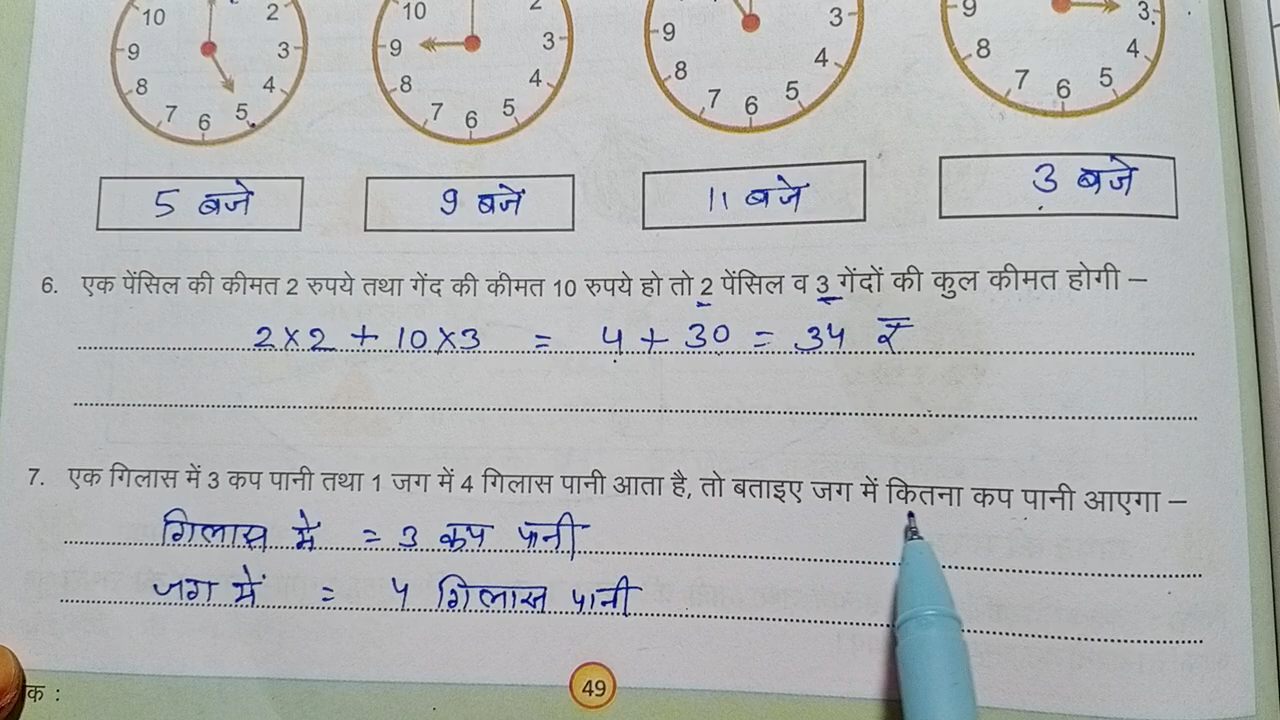 10 2 10 2
9 3 9 3 9 3 9 3
8 4 8 4 8 4 8 4
7 6 5 7 6 5 7 6 5 7 6 5
5 बजे 9 बजे 11 बजे 3 बजे
6. एक पेंसिल की कीमत 2 रुपये तथा गेंद की कीमत 10 रुपये हो तो 2 पेंसिल व 3 गेंदों की कुल कीमत होगी –
2×2 + 10×3 = 4 + 30 = 34 ₹
7. एक गिलास में 3 कप पानी तथा 1 जग में 4 गिलास पानी आता है, तो बताइए जग में कितना कप पानी आएगा –
गिलास में = 3 कप पानी
जग में = 4 गिलास पानी
49
क :